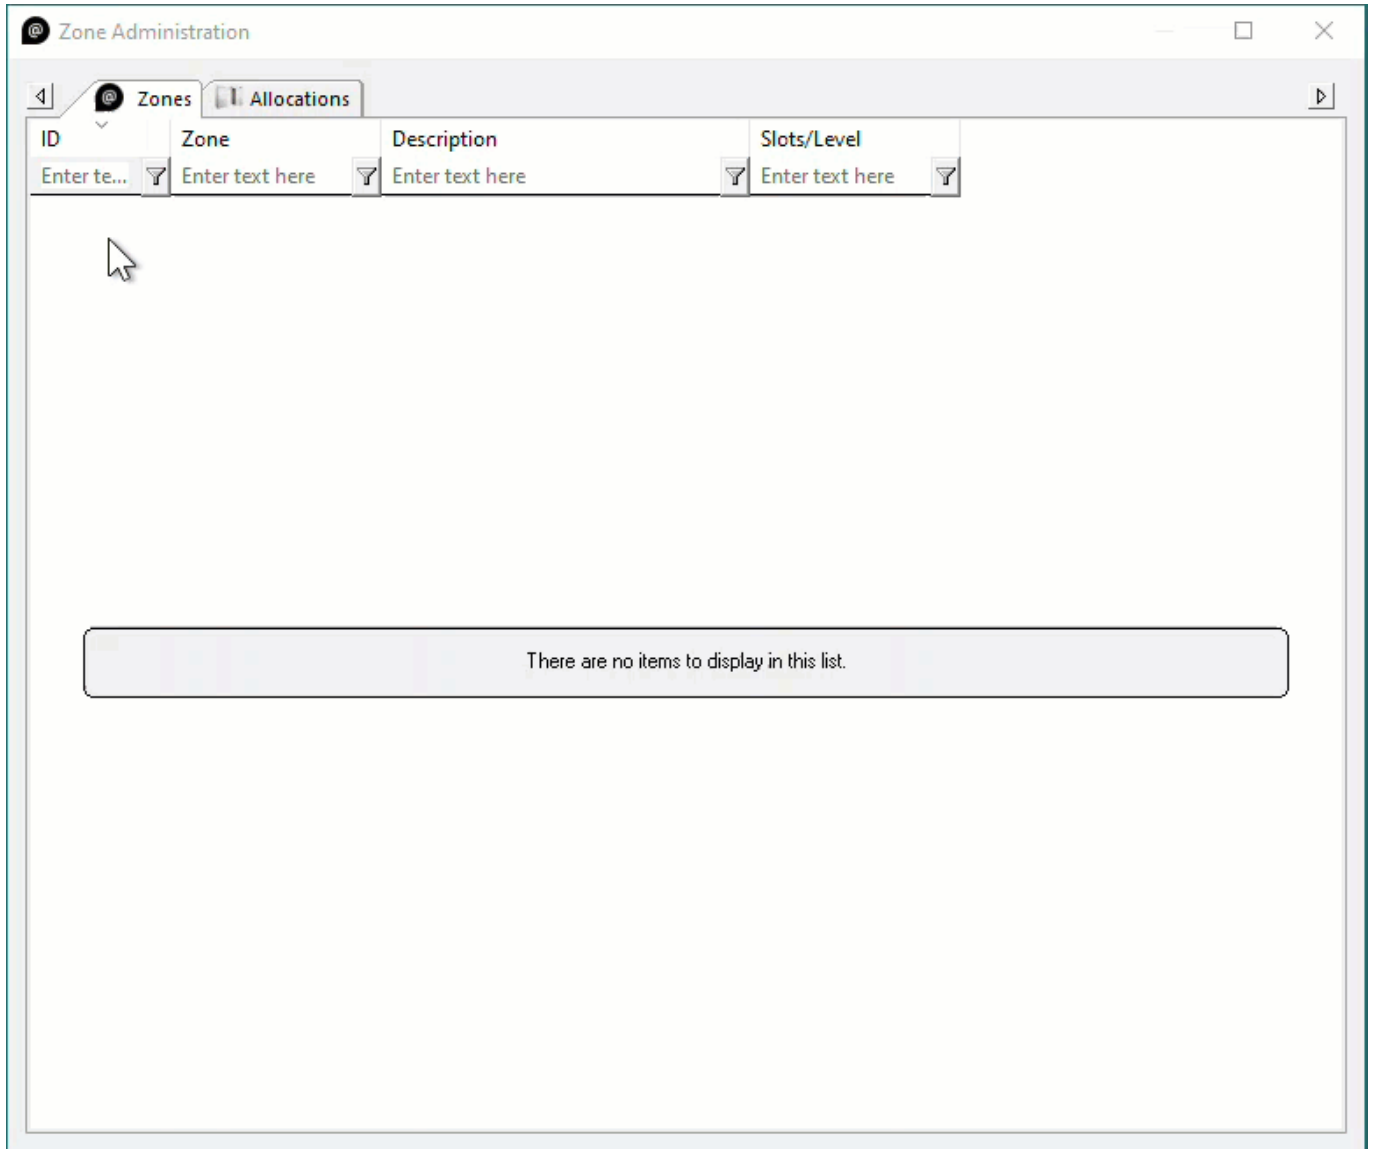 Zone Administration
Zones Allocations
ID Zone Description Slots/Level
Enter te... Enter text here Enter text here Enter text here
There are no items to display in this list.